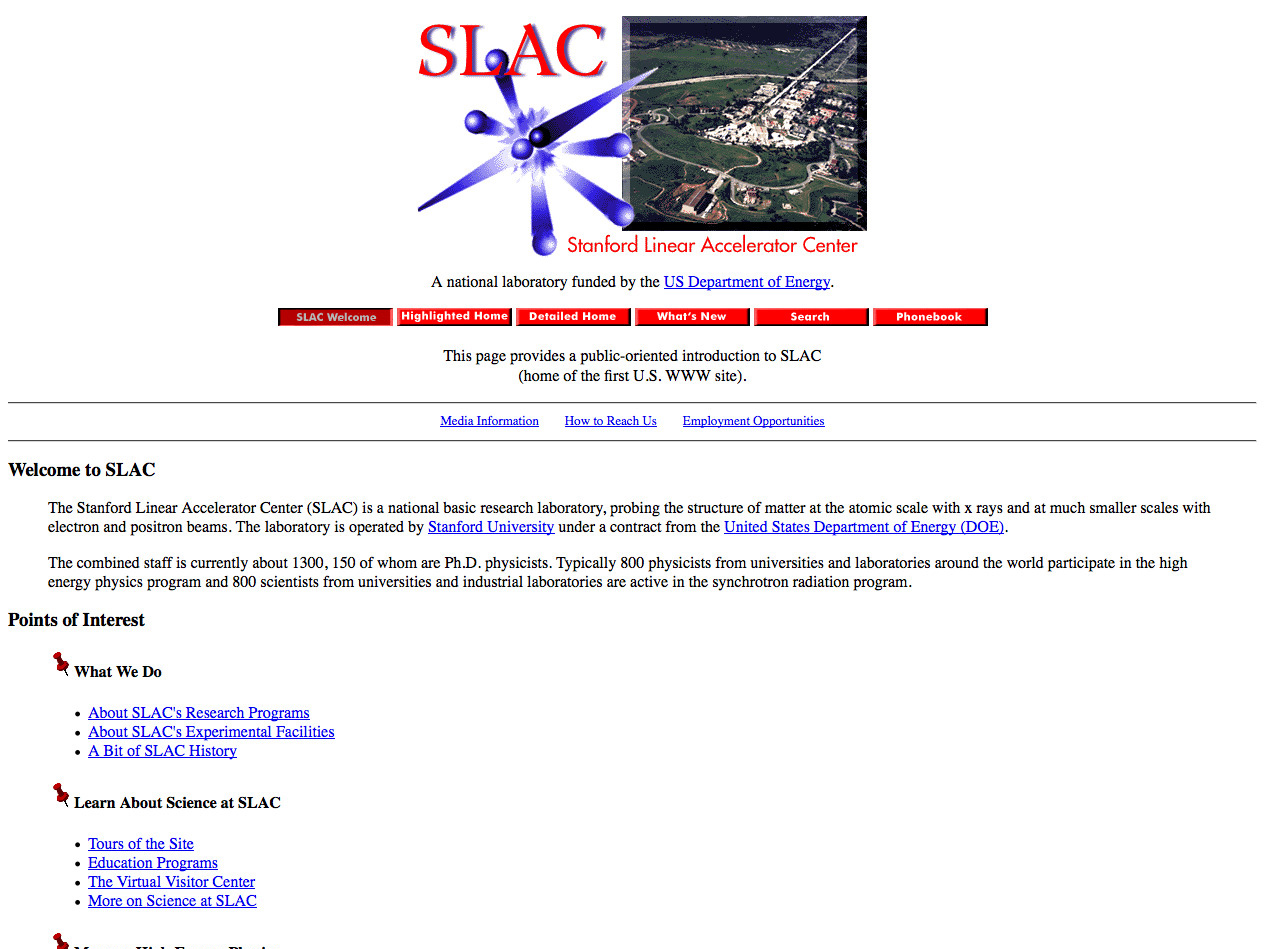 SLAC
Stanford Linear Accelerator Center
A national laboratory funded by the US Department of Energy.
SLAC Welcome Highlighted Home Detailed Home What's New Search Phonebook
This page provides a public-oriented introduction to SLAC
(home of the first U.S. WWW site).
Media Information How to Reach Us Employment Opportunities
Welcome to SLAC
The Stanford Linear Accelerator Center (SLAC) is a national basic research laboratory, probing the structure of matter at the atomic scale with x rays and at much smaller scales with
electron and positron beams. The laboratory is operated by Stanford University under a contract from the United States Department of Energy (DOE).
The combined staff is currently about 1300, 150 of whom are Ph.D. physicists. Typically 800 physicists from universities and laboratories around the world participate in the high
energy physics program and 800 scientists from universities and industrial laboratories are active in the synchrotron radiation program.
Points of Interest
What We Do
• About SLAC's Research Programs
• About SLAC's Experimental Facilities
• A Bit of SLAC History
Learn About Science at SLAC
• Tours of the Site
• Education Programs
• The Virtual Visitor Center
• More on Science at SLAC